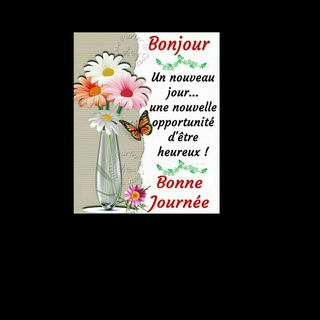 Bonjour
Un nouveau
jour...
une nouvelle
opportunité
d'être
heureux !
Bonne
Journée